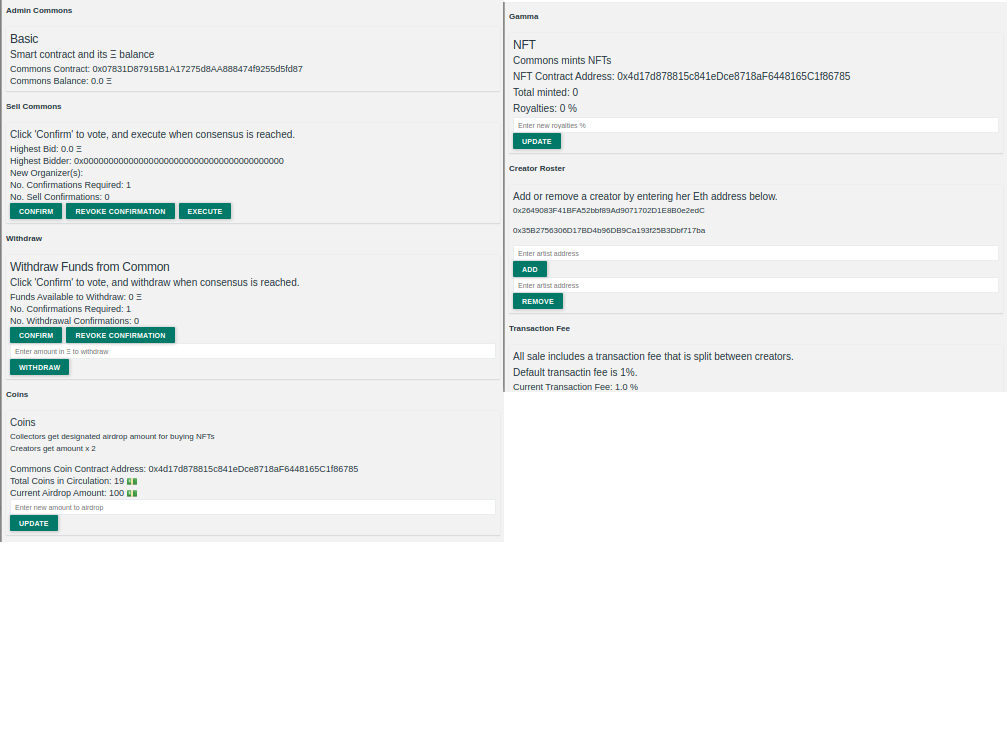 Admin Commons
Basic
Smart contract and its Ξ balance
Commons Contract: 0x07831D87915B1A17275d8AA888474f9255d5fd87
Commons Balance: 0.0 Ξ
Sell Commons
Click 'Confirm' to vote, and execute when consensus is reached.
Highest Bid: 0.0 Ξ
Highest Bidder: 0x0000000000000000000000000000000000000000
New Organizer(s):
No. Confirmations Required: 1
No. Sell Confirmations: 0
CONFIRM REVOKE CONFIRMATION EXECUTE
Withdraw
Withdraw Funds from Common
Click 'Confirm' to vote, and withdraw when consensus is reached.
Funds Available to Withdraw: 0 Ξ
No. Confirmations Required: 1
No. Withdrawal Confirmations: 0
CONFIRM REVOKE CONFIRMATION
Enter amount in Ξ to withdraw
WITHDRAW
Coins
Coins
Collectors get designated airdrop amount for buying NFTs
Creators get amount x 2
Commons Coin Contract Address: 0x4d17d878815c841eDce8718aF6448165C1f86785
Total Coins in Circulation: 19 💵
Current Airdrop Amount: 100 💵
Enter new amount to airdrop
UPDATE
Gamma
NFT
Commons mints NFTs
NFT Contract Address: 0x4d17d878815c841eDce8718aF6448165C1f86785
Total minted: 0
Royalties: 0 %
Enter new royalties %
UPDATE
Creator Roster
Add or remove a creator by entering her Eth address below.
0x2649083F41BFA52bbf89Ad9071702D1E8B0e2edC
0x35B2756306D17BD4b96DB9Ca193f25B3Dbf717ba
Enter artist address
ADD
Enter artist address
REMOVE
Transaction Fee
All sale includes a transaction fee that is split between creators.
Default transactin fee is 1%.
Current Transaction Fee: 1.0 %